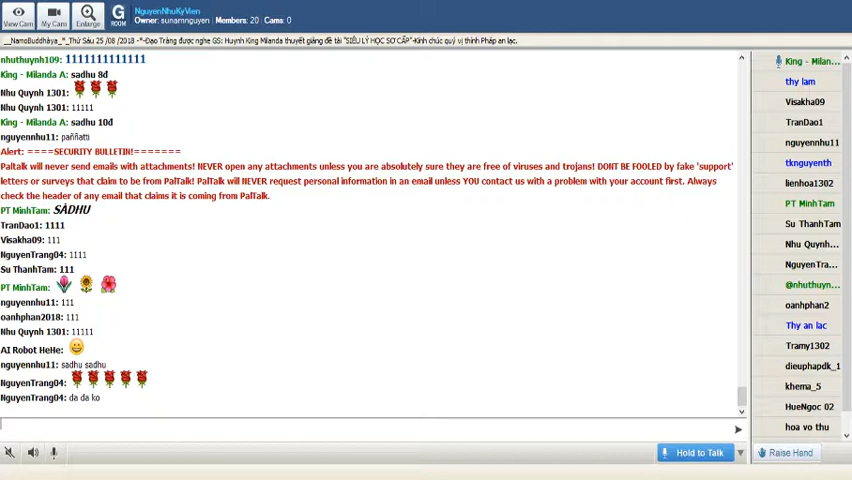 View Cam
My Cam
Enlarge
G
ROOM
NguyenNhuKyVien
Owner: sunamnguyen | Members: 20 | Cams: 0
__NamoBuddhàya_*_Thứ Sáu 25 /08 /2018 -*-Đạo Tràng được nghe GS: Huynh King Milanda thuyết giảng đề tài "SIÊU LÝ HỌC SƠ CẤP"-Kính chúc quý vị thính Pháp an lạc.
nhuthuynh109: 1111111111111
King - Milanda A: sadhu 8đ
Nhu Quynh 1301:
Nhu Quynh 1301: 11111
King - Milanda A: sadhu 10đ
nguyennhu11: paññatti
Alert: ====SECURITY BULLETIN!=======
Paltalk will never send emails with attachments! NEVER open any attachments unless you are absolutely sure they are free of viruses and trojans! DONT BE FOOLED by fake 'support'
letters or surveys that claim to be from PalTalk! PalTalk will NEVER request personal information in an email unless YOU contact us with a problem with your account first. Always
check the header of any email that claims it is coming from PalTalk.
PT MinhTam: SÀDHU
TranDao1: 1111
Visakha09: 111
NguyenTrang04: 1111
Su ThanhTam: 111
PT MinhTam:
nguyennhu11: 111
oanhphan2018: 111
Nhu Quynh 1301: 11111
AI Robot HeHe:
nguyennhu11: sadhu sadhu
NguyenTrang04:
NguyenTrang04: da da ko
Hold to Talk
King - Milan...
thy lam
Visakha09
TranDao1
nguyennhu11
tknguyenth
lienhoa1302
PT MinhTam
Su ThanhTam
Nhu Quynh...
NguyenTra...
@nhuthuyn...
oanhphan2
Thy an lac
Tramy1302
dieuphapdk_1
khema_5
HueNgoc 02
hoa vo thu
Raise Hand